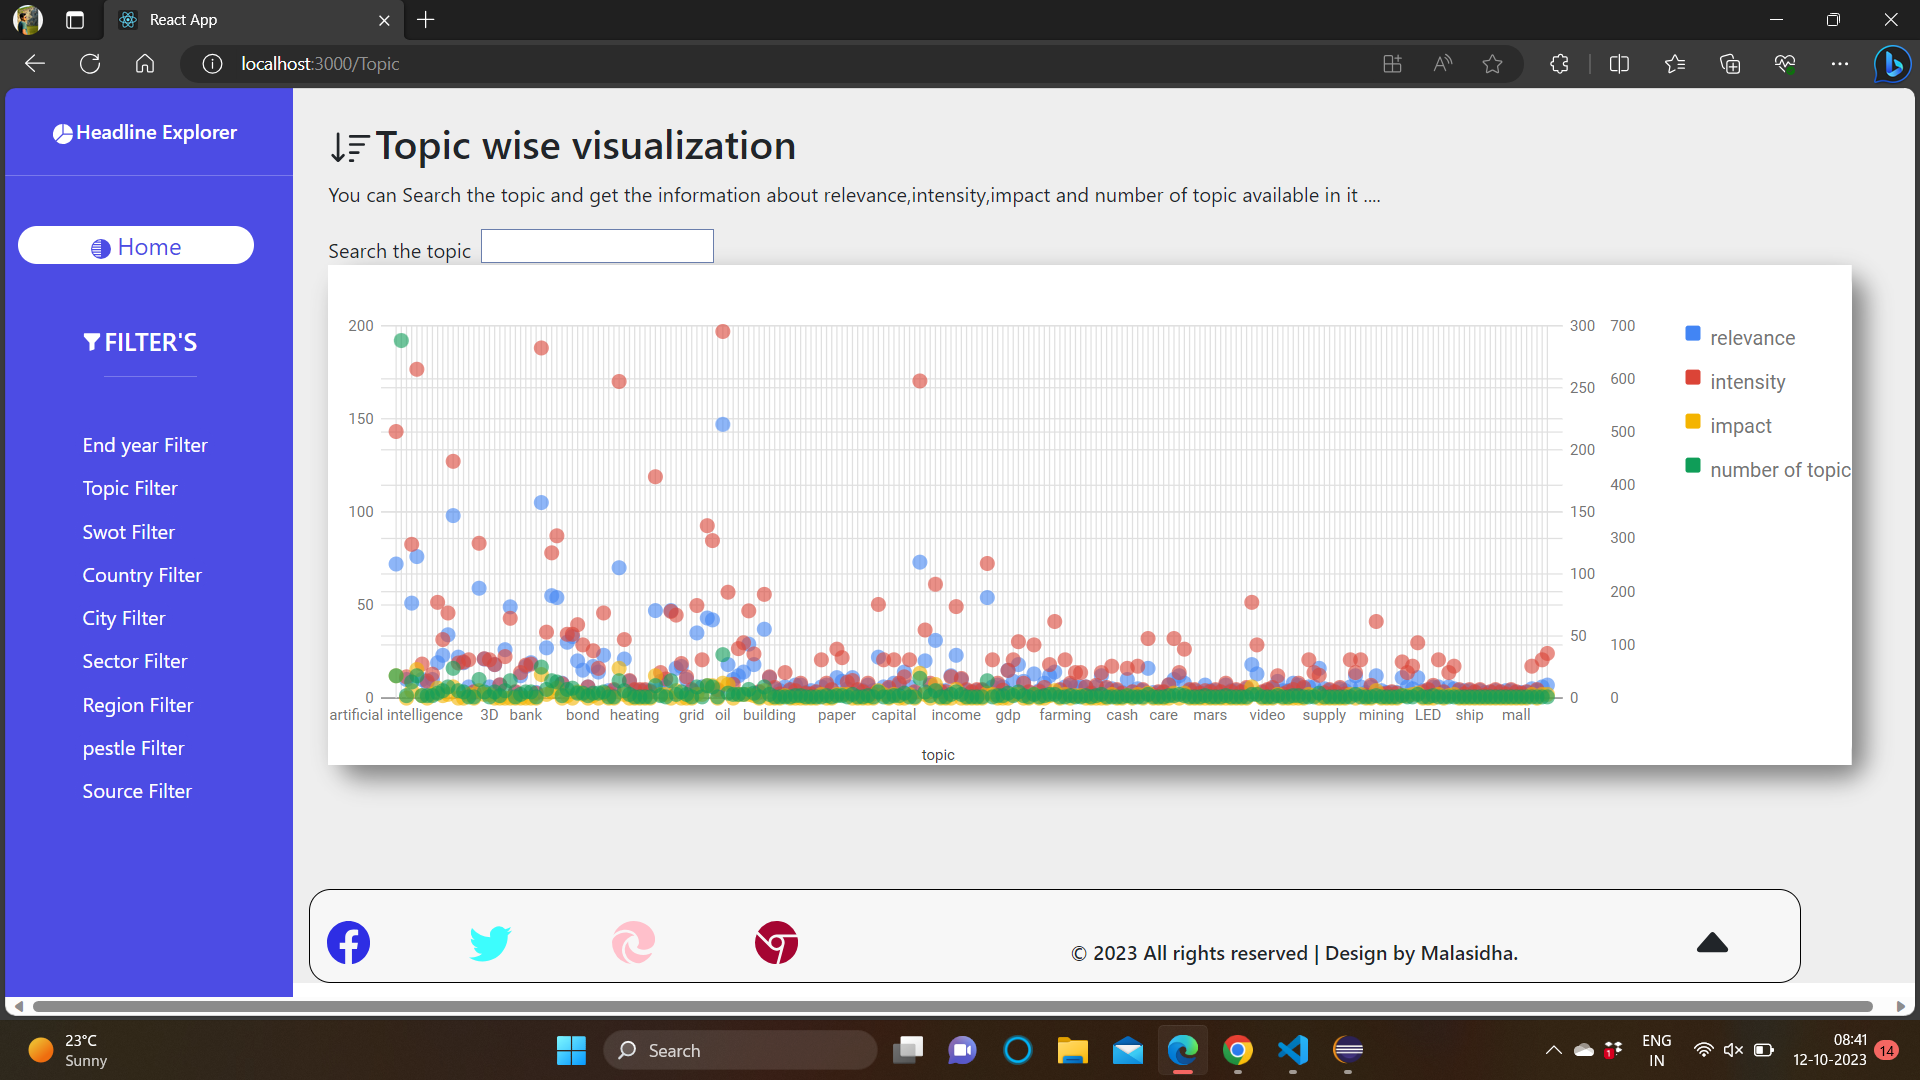 React App
localhost:3000/Topic
Headline Explorer
Home
FILTER'S
End year Filter
Topic Filter
Swot Filter
Country Filter
City Filter
Sector Filter
Region Filter
pestle Filter
Source Filter
Topic wise visualization
You can Search the topic and get the information about relevance,intensity,impact and number of topic available in it ....
Search the topic
200
150
100
50
0
300
250
200
150
100
50
0
700
600
500
400
300
200
100
0
relevance
intensity
impact
number of topic
artificial intelligence 3D bank bond heating grid oil building paper capital income gdp farming cash care mars video supply mining LED ship mall
topic
© 2023 All rights reserved | Design by Malasidha.
23°C
Sunny
Search
1
ENG
IN
08:41
12-10-2023
14